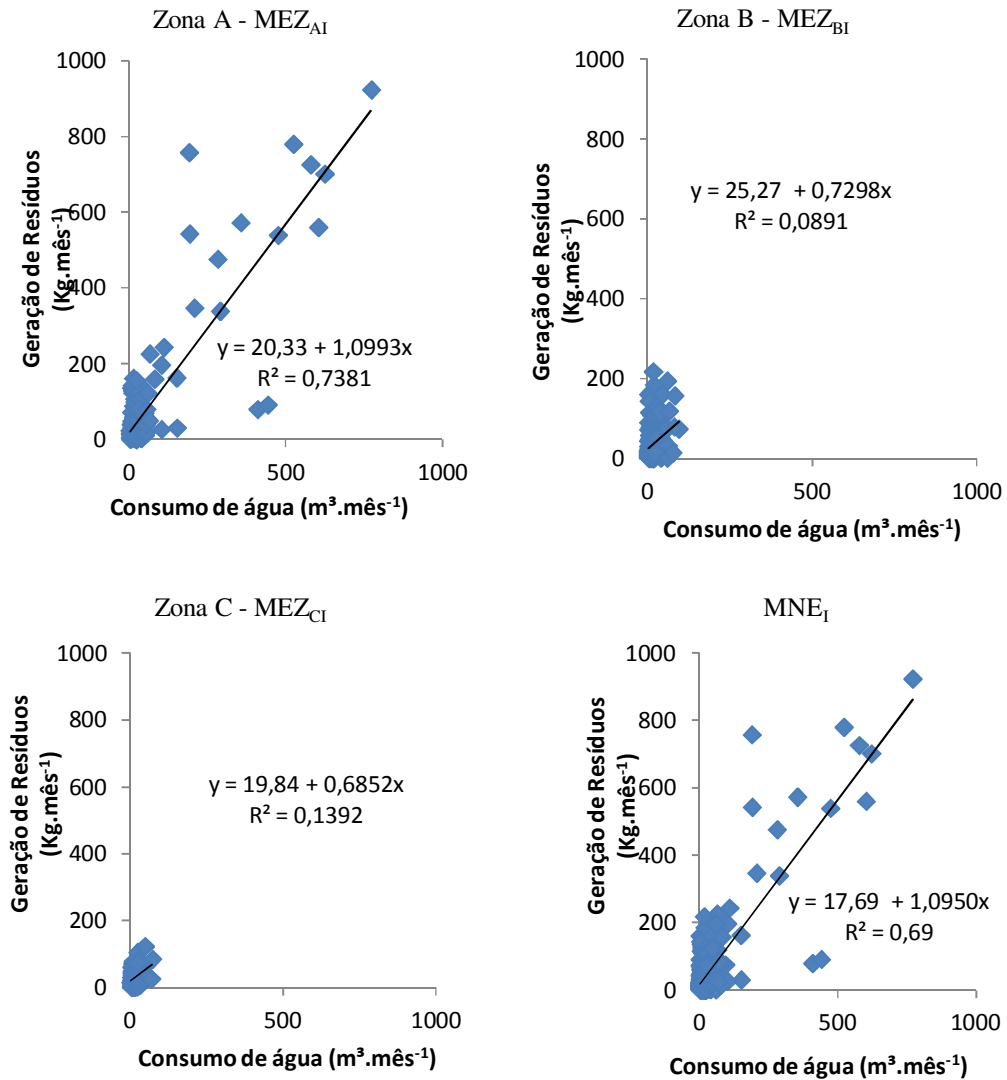 Zona A - MEZAI
Geração de Resíduos
(Kg.mês-1)
1000
800
600
400
200
0
y = 20,33 + 1,0993x
R² = 0,7381
0
500
1000
Consumo de água (m³.mês-1)
Zona B - MEZBI
Geração de Resíduos
(Kg.mês-1)
1000
800
600
400
200
0
y = 25,27 + 0,7298x
R² = 0,0891
0
500
1000
Consumo de água (m³.mês-1)
Zona C - MEZCI
Geração de Resíduos
(Kg.mês-1)
1000
800
600
400
200
0
y = 19,84 + 0,6852x
R² = 0,1392
0
500
1000
Consumo de água (m³.mês-1)
MNEI
Geração de Resíduos
(Kg.mês-1)
1000
800
600
400
200
0
y = 17,69 + 1,0950x
R² = 0,69
0
500
1000
Consumo de água (m³.mês-1)